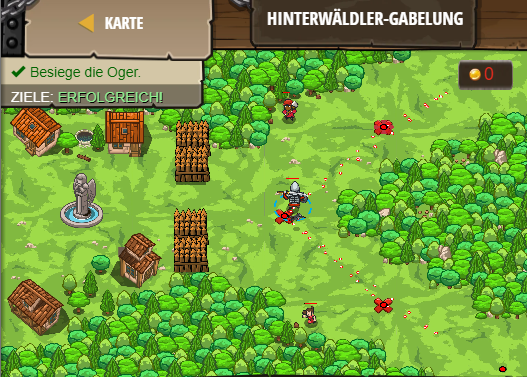 KARTE
HINTERWÄLDLER-GABELUNG
Besiege die Oger.
0
ZIELE: ERFOLGREICH!